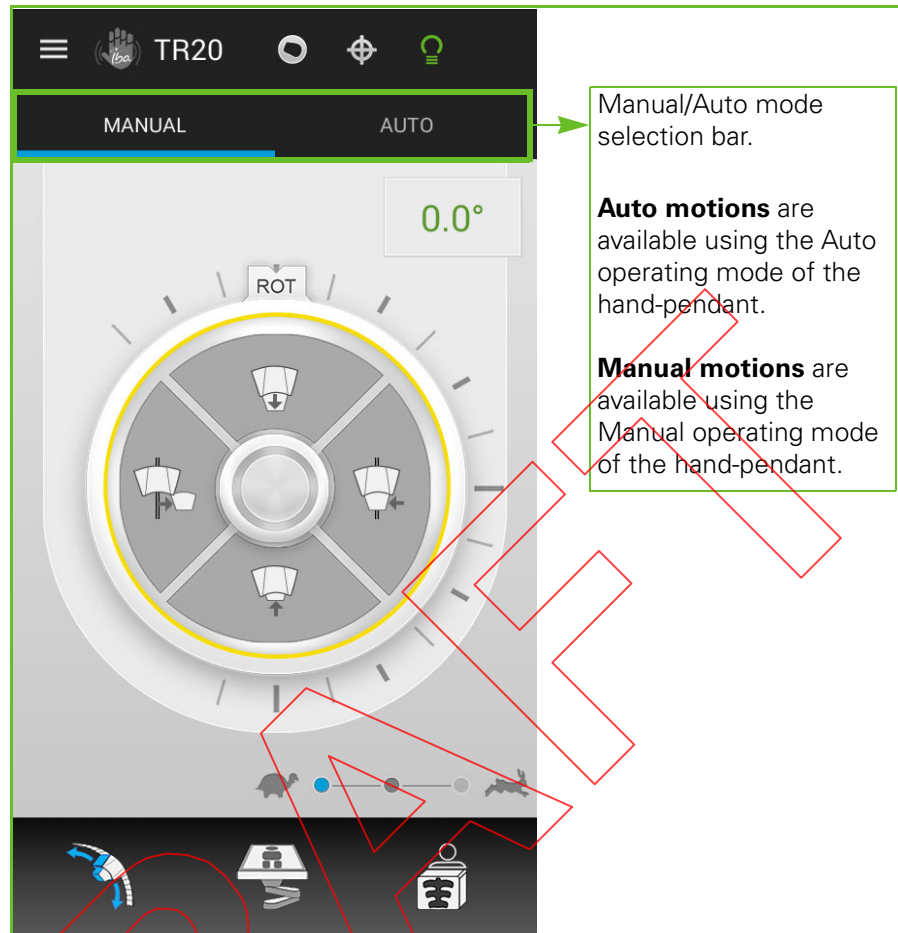 iba TR20
MANUAL AUTO
0.0°
ROT
Manual/Auto mode
selection bar.
Auto motions are
available using the Auto
operating mode of the
hand-pendant.
Manual motions are
available using the
Manual operating mode
of the hand-pendant.